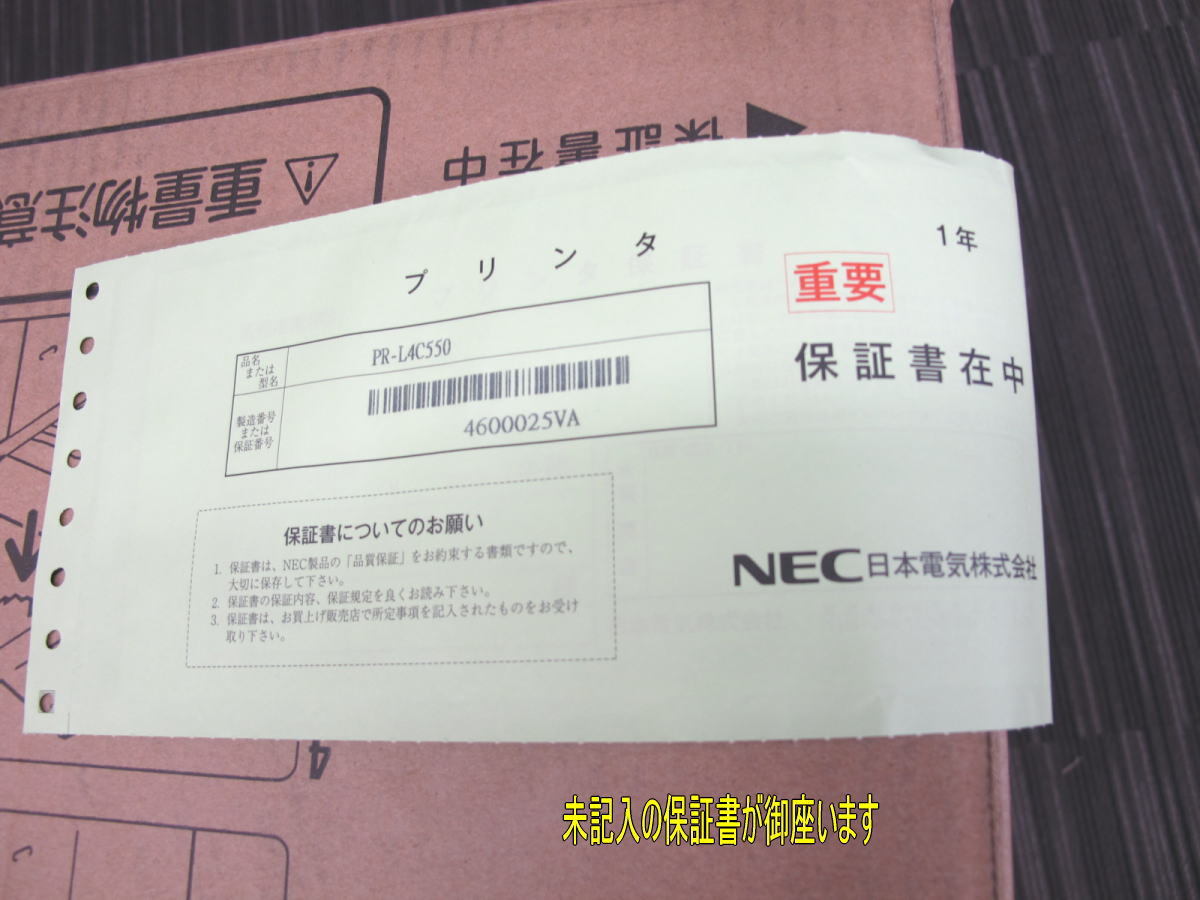 保証書在中
重量物注意
プリンタ
1年
重要
保証書在中
品名
または
型名
PR-L4C550
製造番号
または
保証番号
4600025VA
保証書についてのお願い
1. 保証書は、NEC製品の「品質保証」をお約束する書類ですので、
大切に保存して下さい。
2. 保証書の保証内容、保証規定を良くお読み下さい。
3. 保証書は、お買上げ販売店で所定事項を記入されたものをお受け
取り下さい。
NEC日本電気株式会社
4
未記入の保証書が御座います